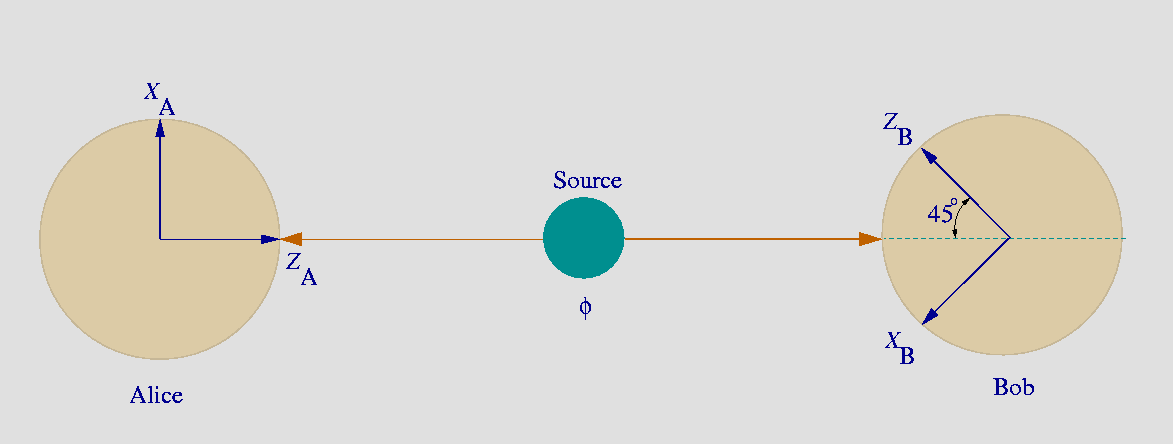 X_A
Z_B
Source
45°
Z_A
ϕ
X_B
Bob
Alice